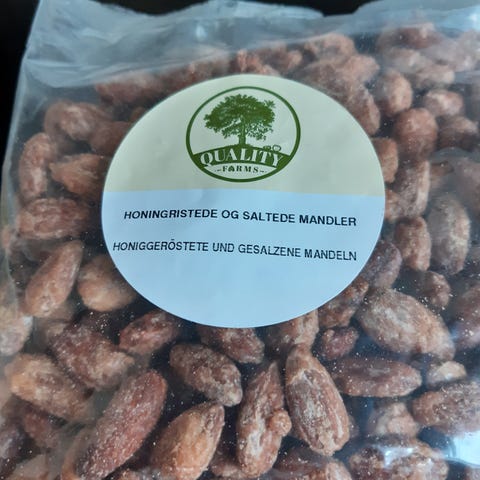 QUALITY
FARMS
HONINGRISTEDE OG SALTEDE MANDLER
HONIGGERÖSTETE UND GESALZENE MANDELN